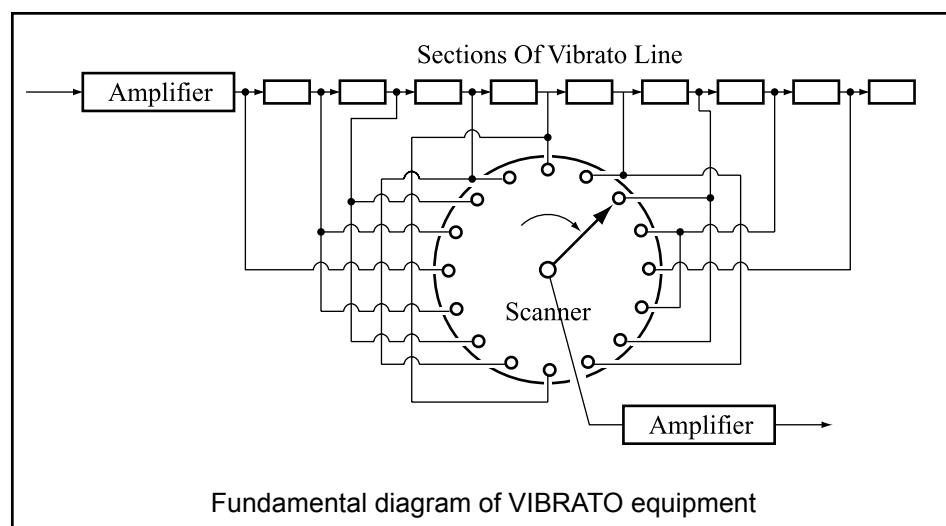 Sections Of Vibrato Line
Amplifier
Scanner
Amplifier
Fundamental diagram of VIBRATO equipment